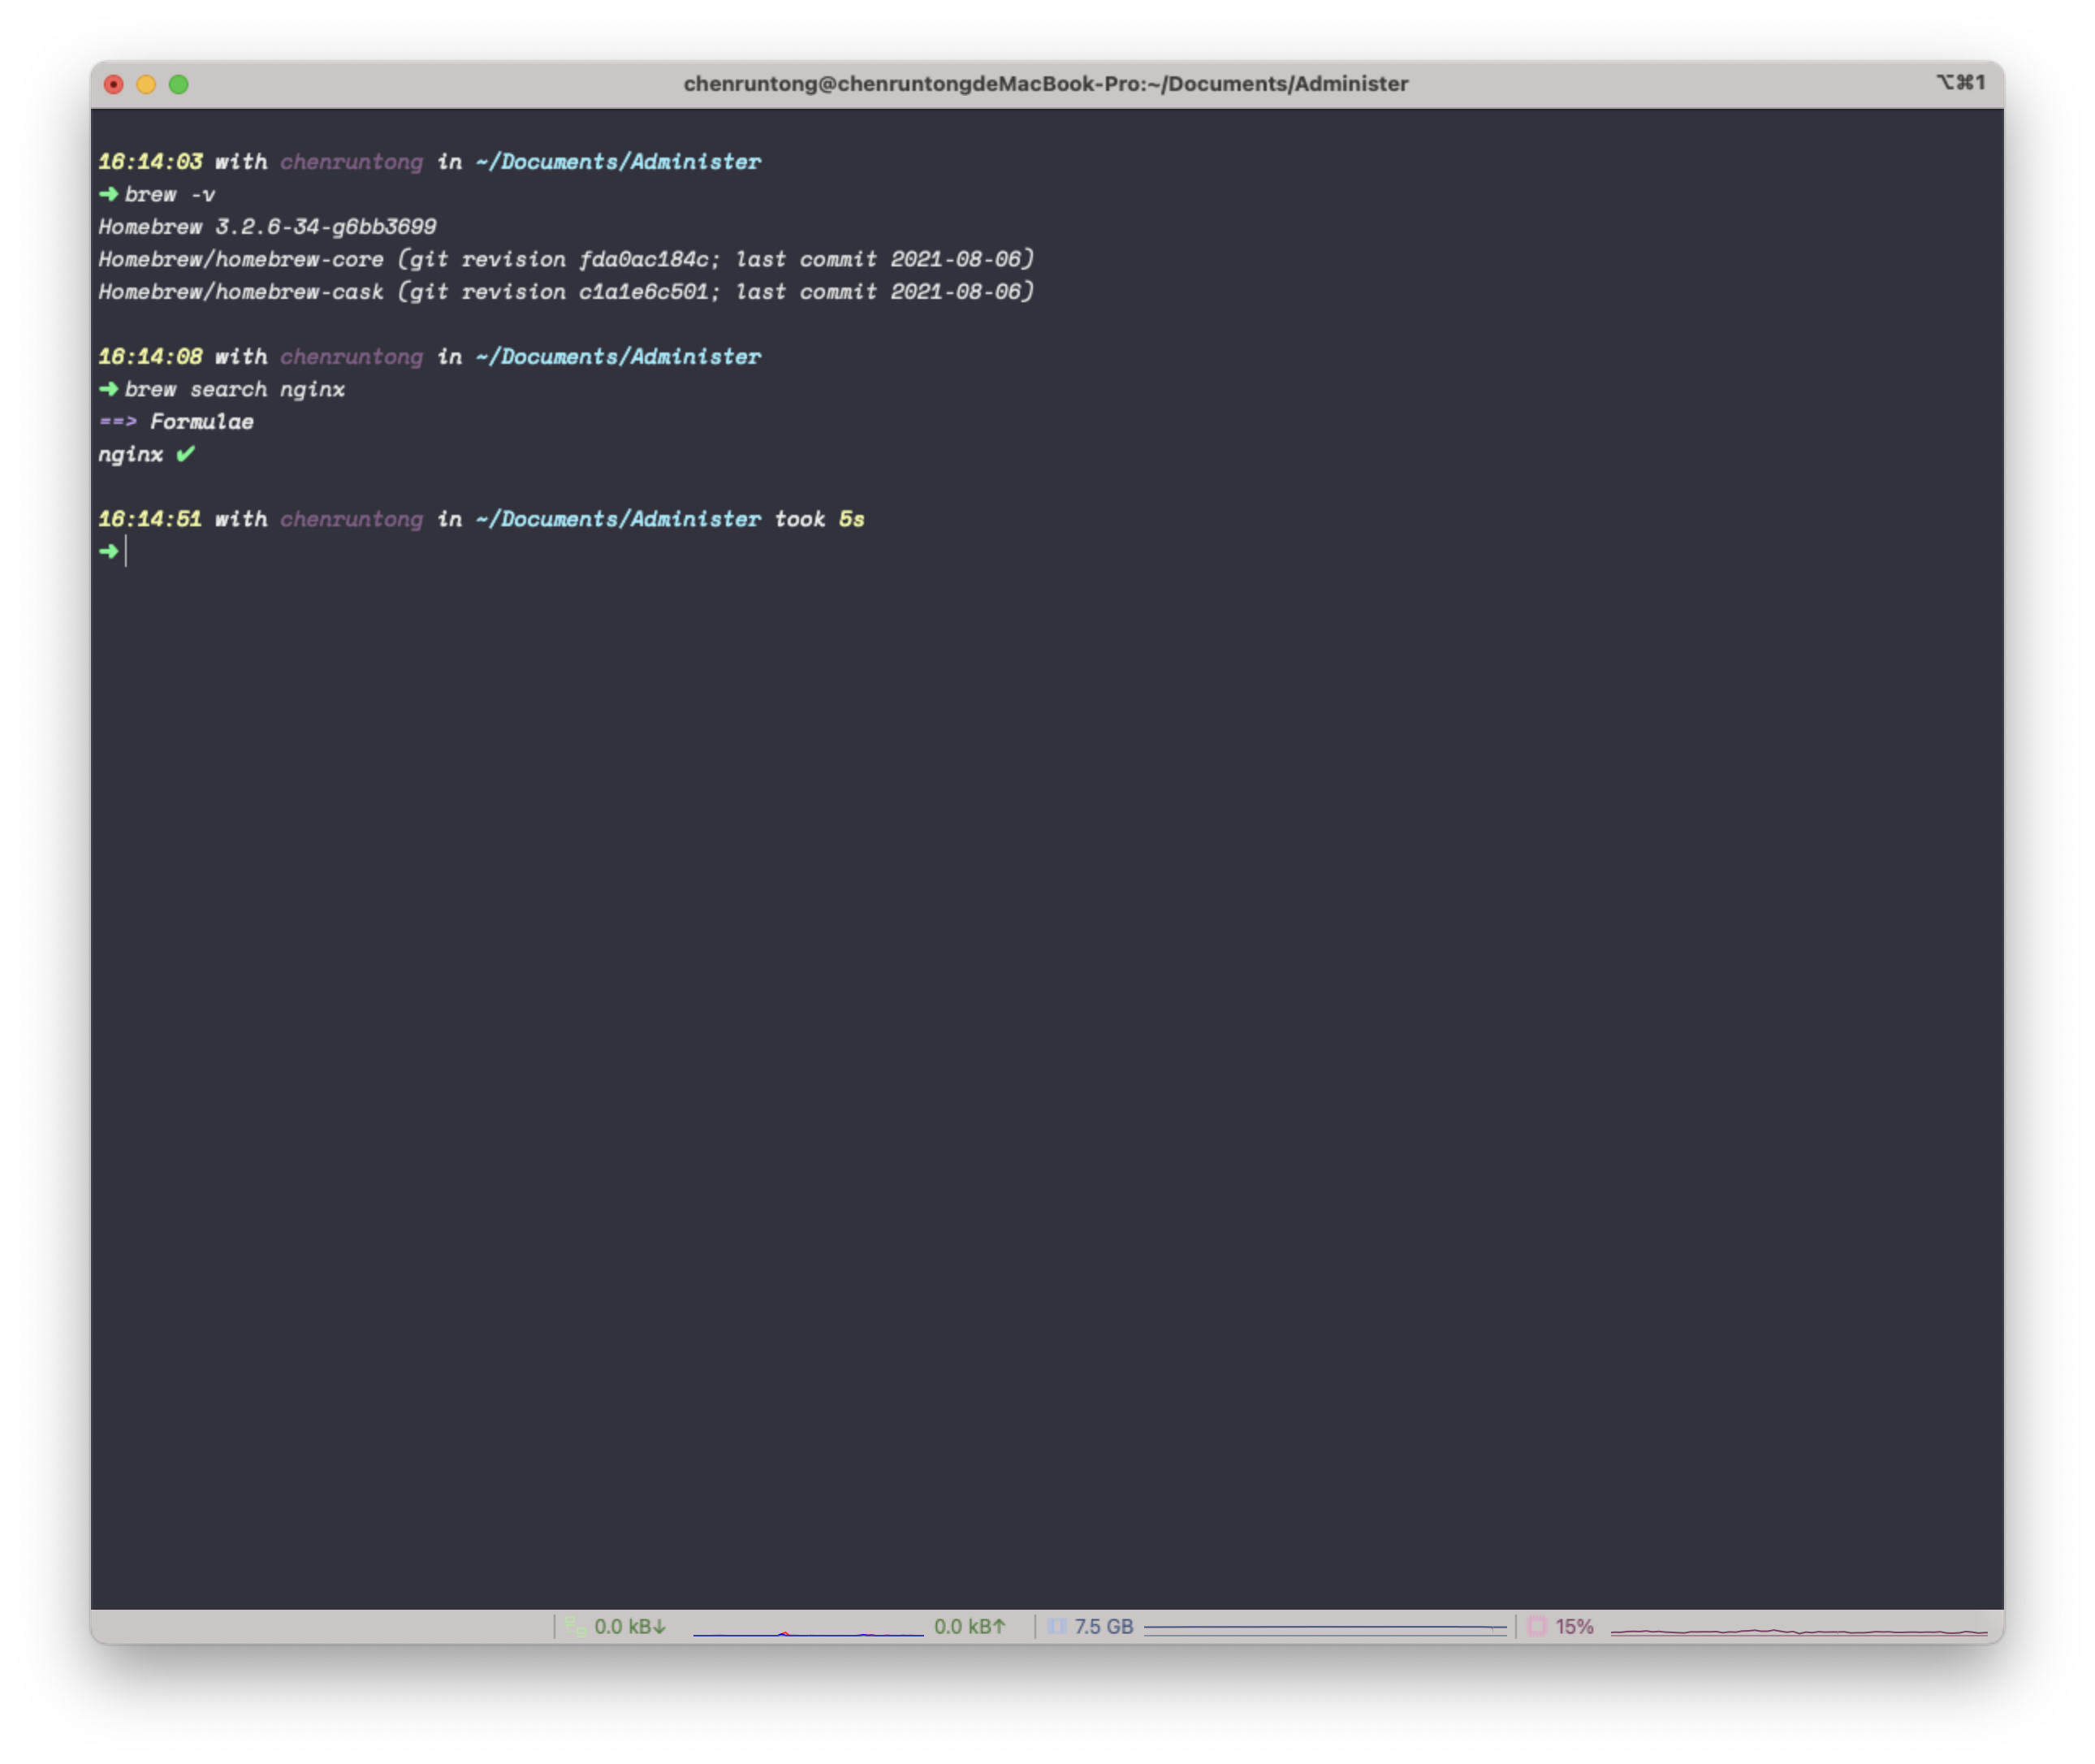 chenruntong@chenruntongdeMacBook-Pro:~/Documents/Administer
⌥⌘1
16:14:03 with chenruntong in ~/Documents/Administer
➜ brew -v
Homebrew 3.2.6-34-g6bb3699
Homebrew/homebrew-core (git revision fda0ac184c; last commit 2021-08-06)
Homebrew/homebrew-cask (git revision c1a1e6c501; last commit 2021-08-06)
16:14:08 with chenruntong in ~/Documents/Administer
➜ brew search nginx
==> Formulae
nginx ✔
16:14:51 with chenruntong in ~/Documents/Administer took 5s
➜
0.0 kB↓ 0.0 kB↑ 7.5 GB 15%